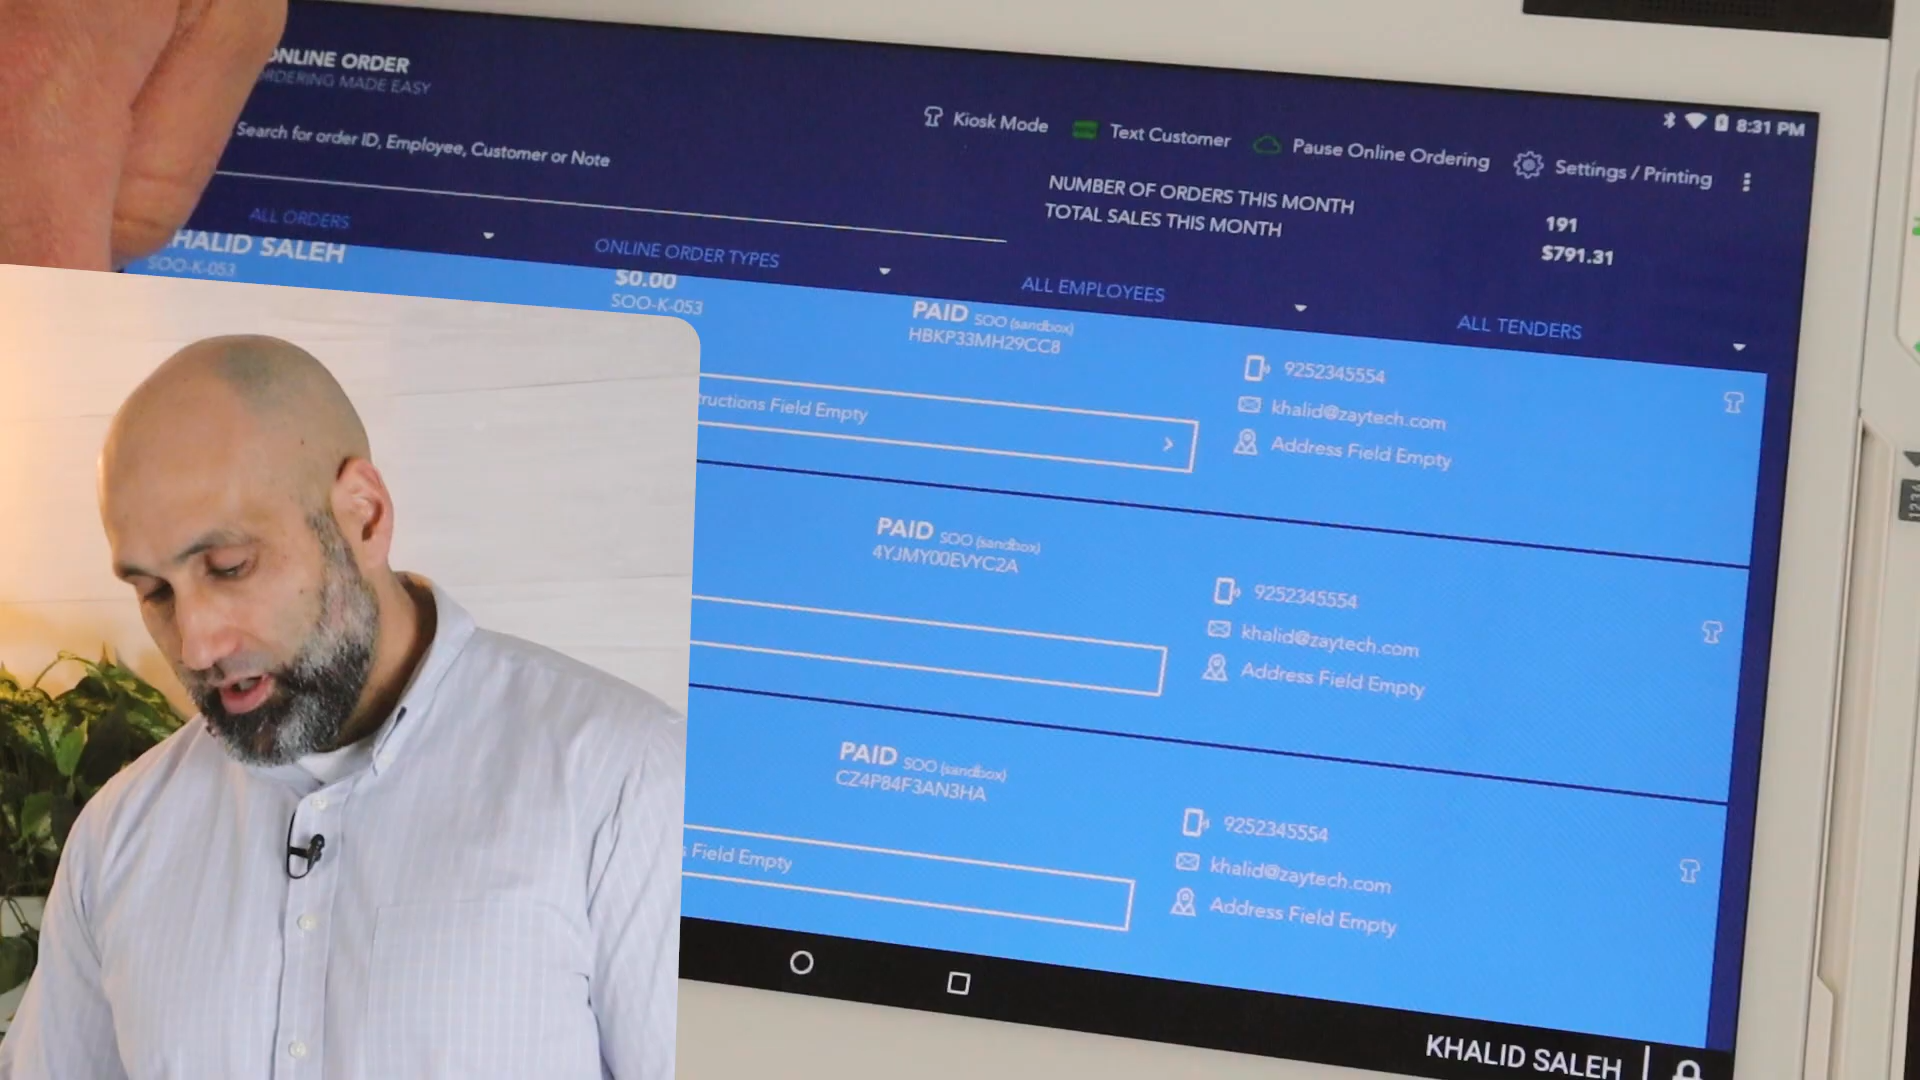 ONLINE ORDER
ORDERING MADE EASY
Search for order ID, Employee, Customer or Note
Kiosk Mode
Text Customer
Pause Online Ordering
Settings / Printing
8:31 PM
NUMBER OF ORDERS THIS MONTH
191
TOTAL SALES THIS MONTH
$791.31
ALL ORDERS
ONLINE ORDER TYPES
ALL EMPLOYEES
ALL TENDERS
KHALID SALEH
SOO-K-053
$0.00
SOO-K-053
PAID SOO (sandbox)
HBKP33MH29CC8
9252345554
khalid@zaytech.com
Address Field Empty
Field Empty
PAID SOO (sandbox)
4YJMY00EVYC2A
9252345554
khalid@zaytech.com
Address Field Empty
PAID SOO (sandbox)
CZ4P84F3AN3HA
9252345554
khalid@zaytech.com
Address Field Empty
Field Empty
KHALID SALEH